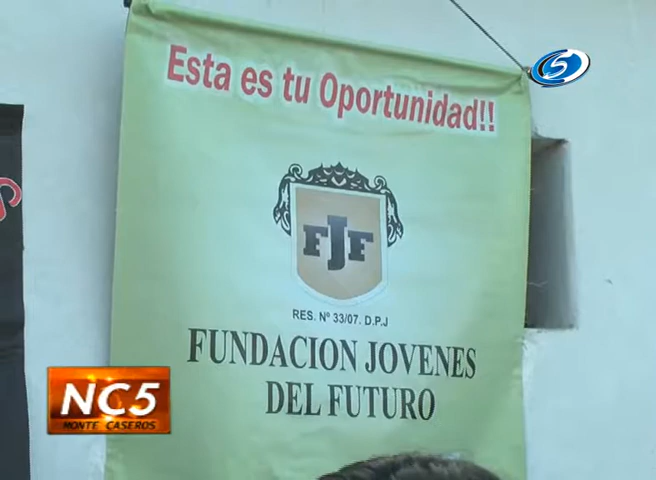 Esta es tu Oportunidad!!
5
FJF
RES. Nº 33/07. D.P.J
FUNDACION JOVENES
DEL FUTURO
NC5
MONTE CASEROS